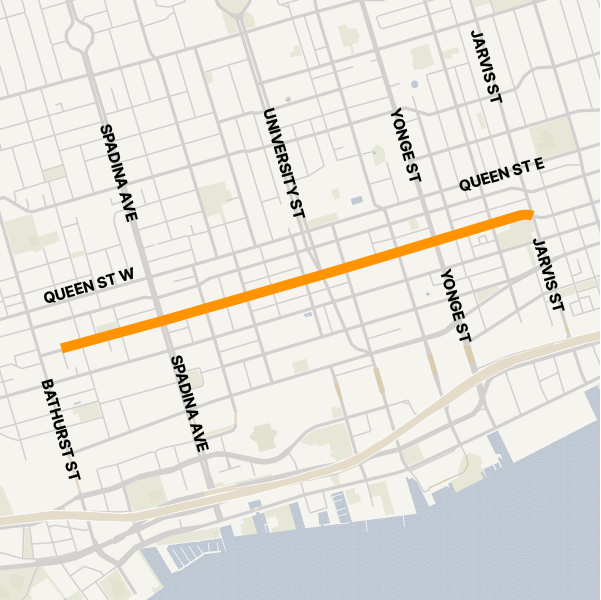 JARVIS ST
SPADINA AVE
UNIVERSITY ST
YONGE ST
QUEEN ST E
QUEEN ST W
JARVIS ST
YONGE ST
SPADINA AVE
BATHURST ST